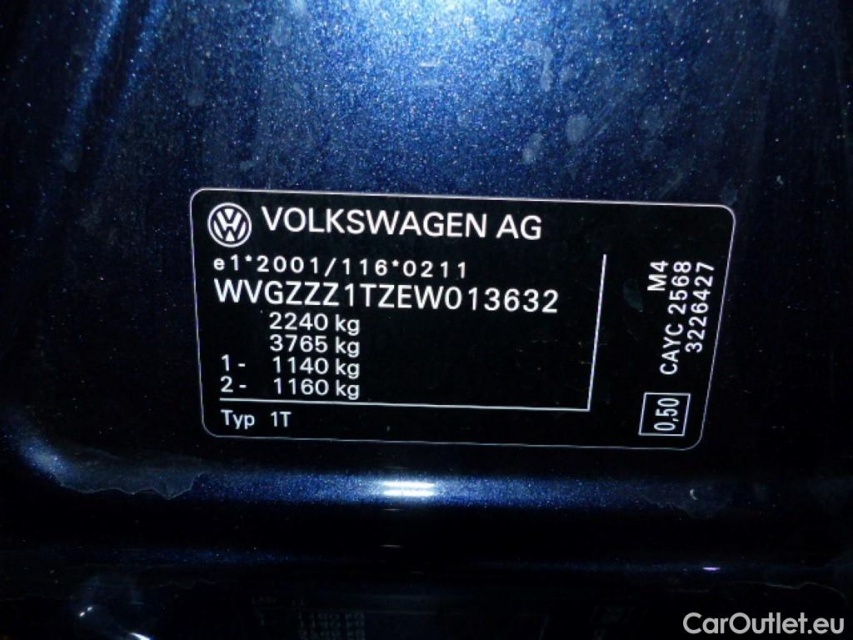 VOLKSWAGEN AG
e1*2001/116*0211
WVGZZZ1TZEW013632
2240 kg
3765 kg
1- 1140 kg
2- 1160 kg
Typ 1T
M4
CAYC 2568
3226427
0,50
CarOutlet.eu